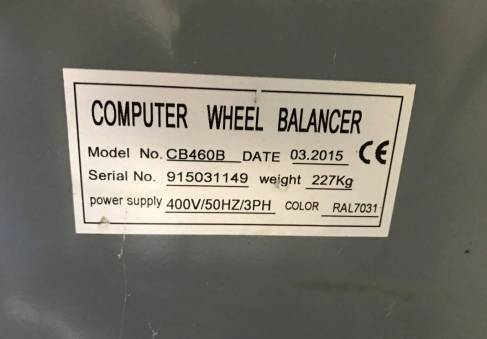 COMPUTER WHEEL BALANCER
Model No. CB460B DATE 03.2015 CE
Serial No. 915031149 weight 227Kg
power supply 400V/50HZ/3PH COLOR RAL7031